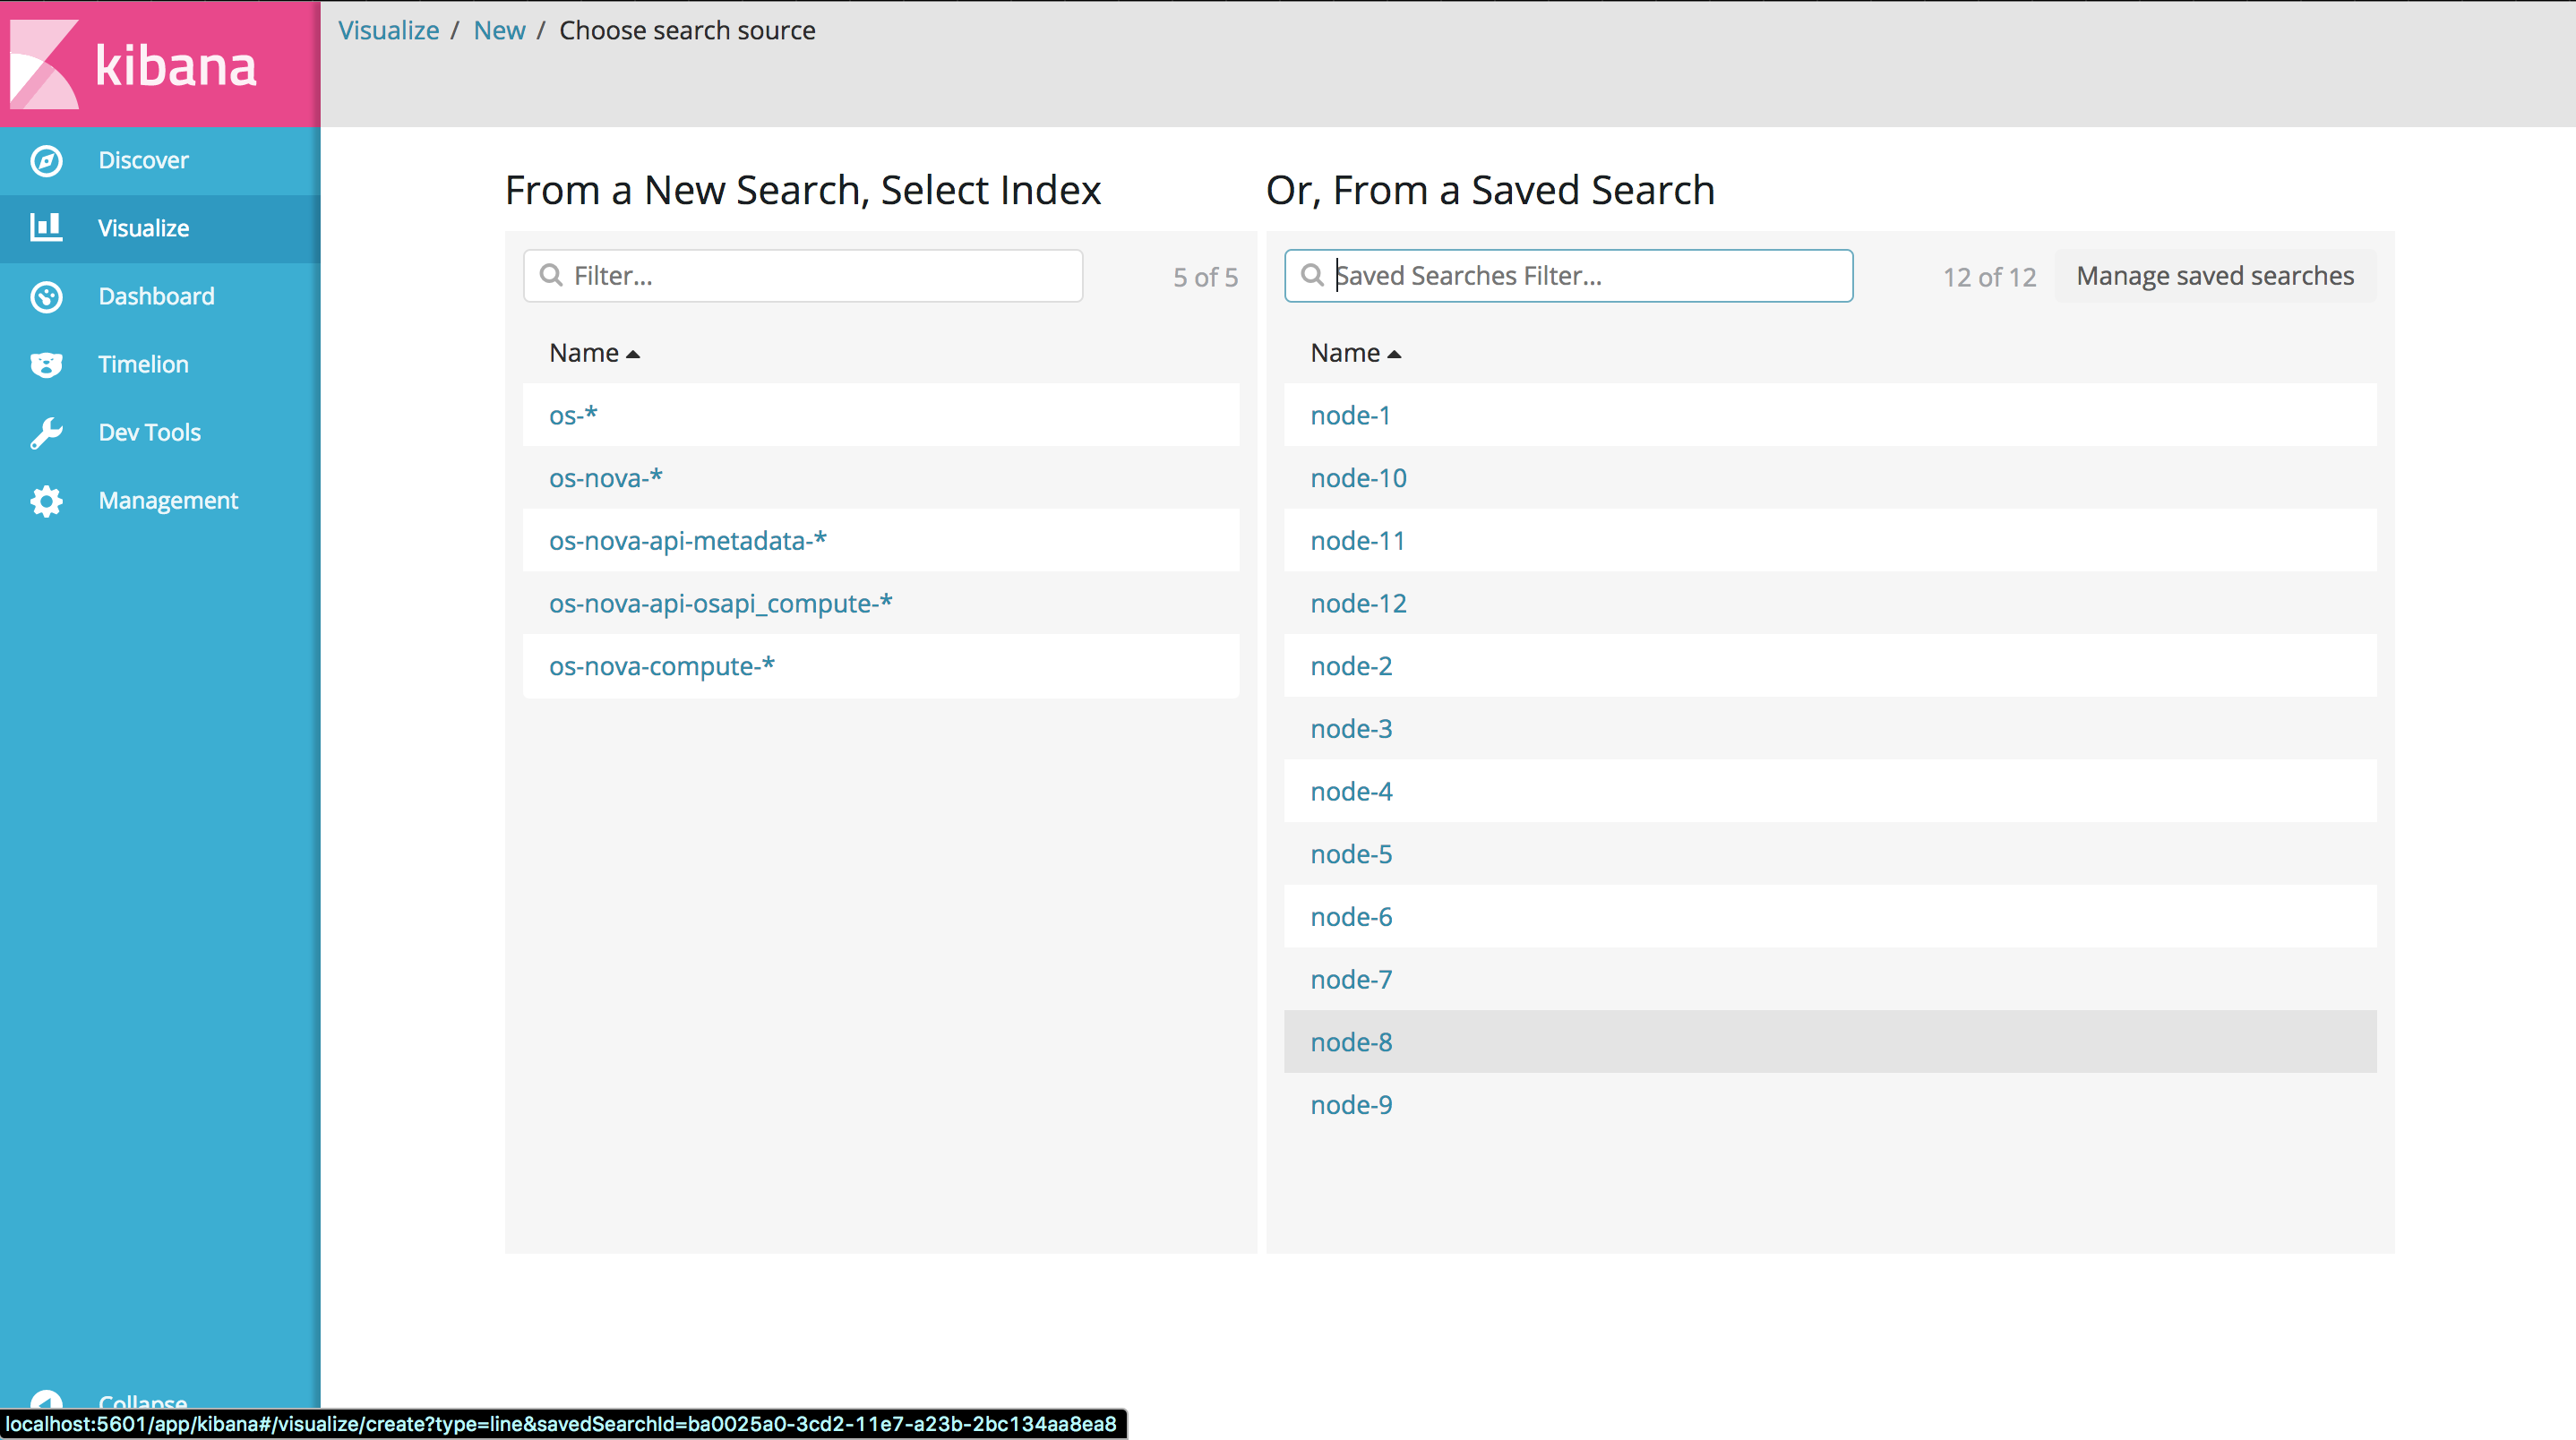 kibana
Visualize / New / Choose search source
Discover
Visualize
Dashboard
Timelion
Dev Tools
Management
Collapse
From a New Search, Select Index
Filter...
5 of 5
Name
os-*
os-nova-*
os-nova-api-metadata-*
os-nova-api-osapi_compute-*
os-nova-compute-*
Or, From a Saved Search
Saved Searches Filter...
12 of 12
Manage saved searches
Name
node-1
node-10
node-11
node-12
node-2
node-3
node-4
node-5
node-6
node-7
node-8
node-9
localhost:5601/app/kibana#/visualize/create?type=line&savedSearchId=ba0025a0-3cd2-11e7-a23b-2bc134aa8ea8